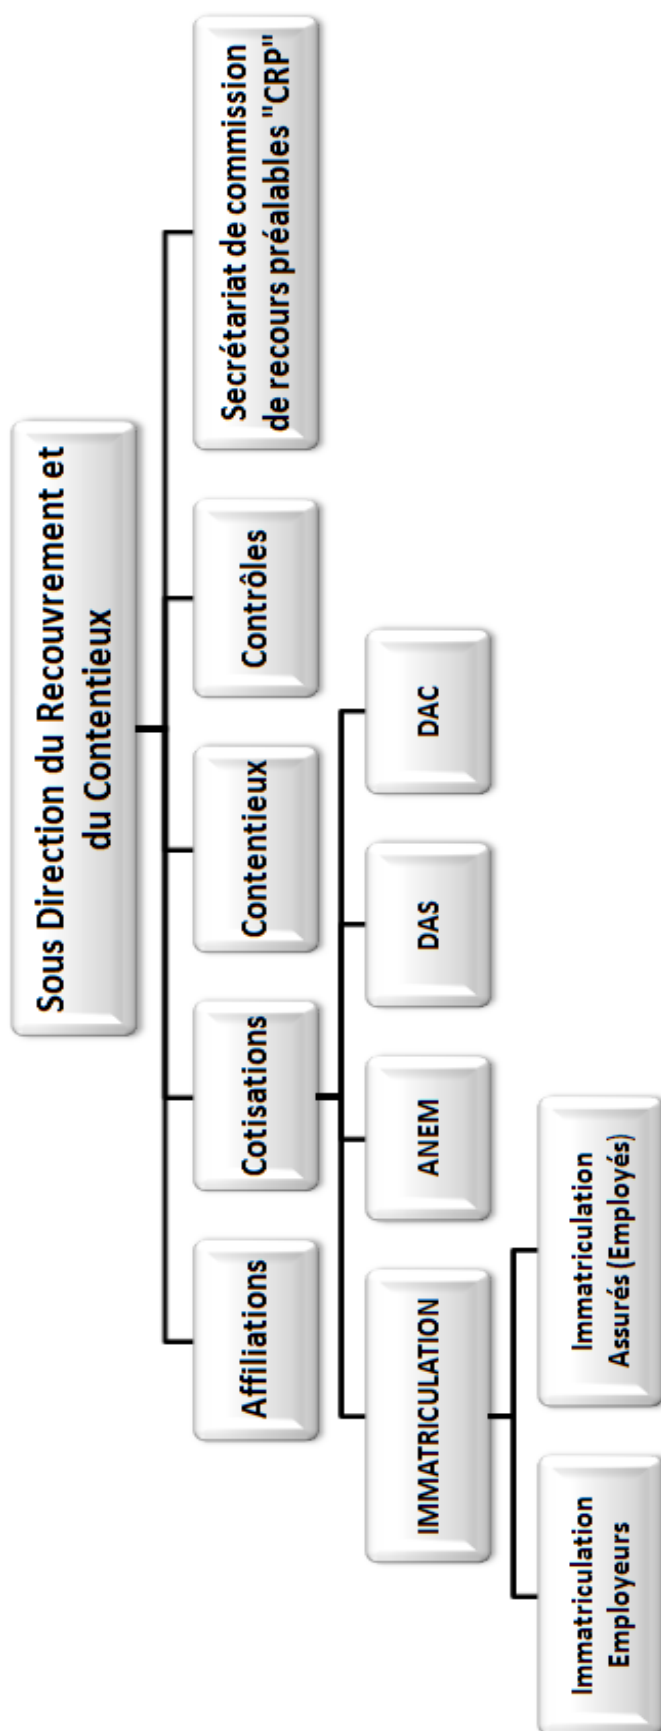 Sous Direction du Recouvrement et
du Contentieux
Affiliations
Cotisations
Contentieux
Contrôles
Secrétariat de commission
de recours préalables "CRP"
IMMATRICULATION
ANEM
DAS
DAC
Immatriculation
Employeurs
Immatriculation
Assurés (Employés)